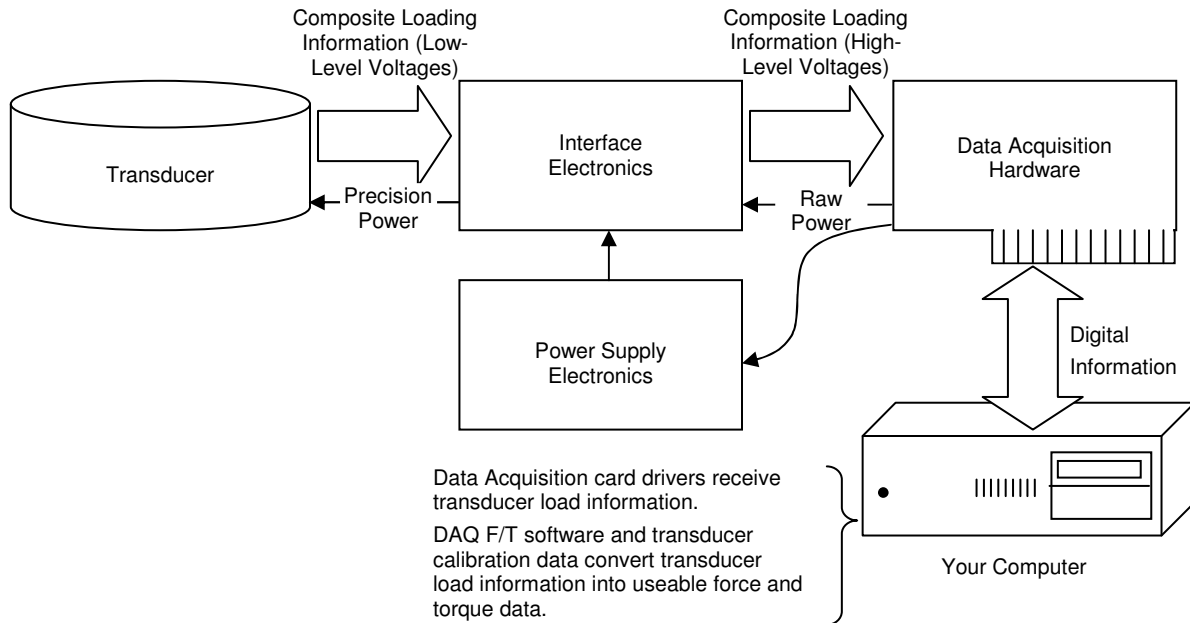 Composite Loading
Information (Low-
Level Voltages)
Composite Loading
Information (High-
Level Voltages)
Transducer
Interface
Electronics
Data Acquisition
Hardware
Precision
Power
Raw
Power
Power Supply
Electronics
Digital
Information
Data Acquisition card drivers receive
transducer load information.
DAQ F/T software and transducer
calibration data convert transducer
load information into useable force and
torque data.
Your Computer